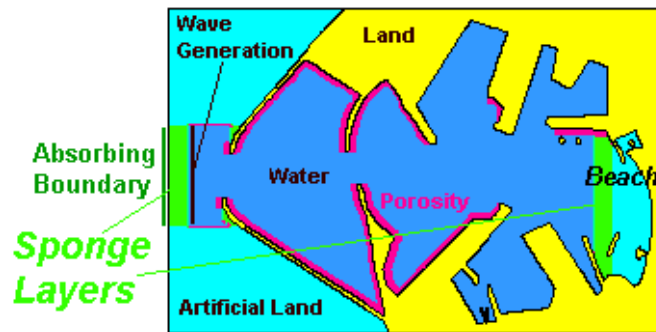 Wave
Generation
Land
Absorbing
Boundary
Water
Beach
Porosity
Sponge
Layers
Artificial Land